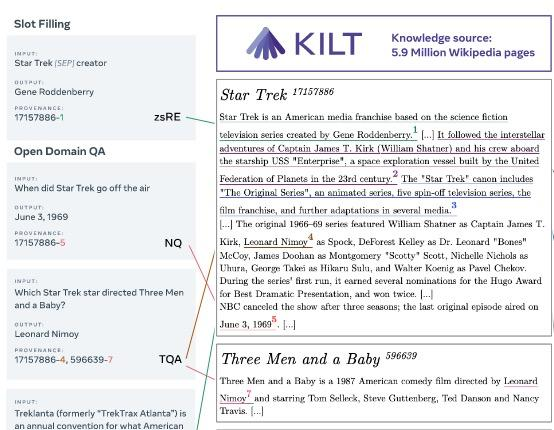 Slot Filling
INPUT:
Star Trek [SEP] creator
OUTPUT:
Gene Roddenberry
PROVENANCE:
17157886-1
zsRE
Open Domain QA
INPUT:
When did Star Trek go off the air
OUTPUT:
June 3, 1969
PROVENANCE:
17157886-5
NQ
INPUT:
Which Star Trek star directed Three Men
and a Baby?
OUTPUT:
Leonard Nimoy
PROVENANCE:
17157886-4, 596639-7
TQA
INPUT:
Treklanta (formerly "TrekTrax Atlanta") is
an annual convention for what American
KILT
Knowledge source:
5.9 Million Wikipedia pages
Star Trek 17157886
Star Trek is an American media franchise based on the science fiction
television series created by Gene Roddenberry.1 [...] It followed the interstellar
adventures of Captain James T. Kirk (William Shatner) and his crew aboard
the starship USS "Enterprise", a space exploration vessel built by the United
Federation of Planets in the 23rd century.2 The "Star Trek" canon includes
"The Original Series", an animated series, five spin-off television series, the
film franchise, and further adaptations in several media.3
[...] The original 1966–69 series featured William Shatner as Captain James T.
Kirk, Leonard Nimoy4 as Spock, DeForest Kelley as Dr. Leonard "Bones"
McCoy, James Doohan as Montgomery "Scotty" Scott, Nichelle Nichols as
Uhura, George Takei as Hikaru Sulu, and Walter Koenig as Pavel Chekov.
During the series' first run, it earned several nominations for the Hugo Award
for Best Dramatic Presentation, and won twice. [...]
NBC canceled the show after three seasons; the last original episode aired on
June 3, 19695. [...]
Three Men and a Baby 596639
Three Men and a Baby is a 1987 American comedy film directed by Leonard
Nimoy7 and starring Tom Selleck, Steve Guttenberg, Ted Danson and Nancy
Travis. [...]